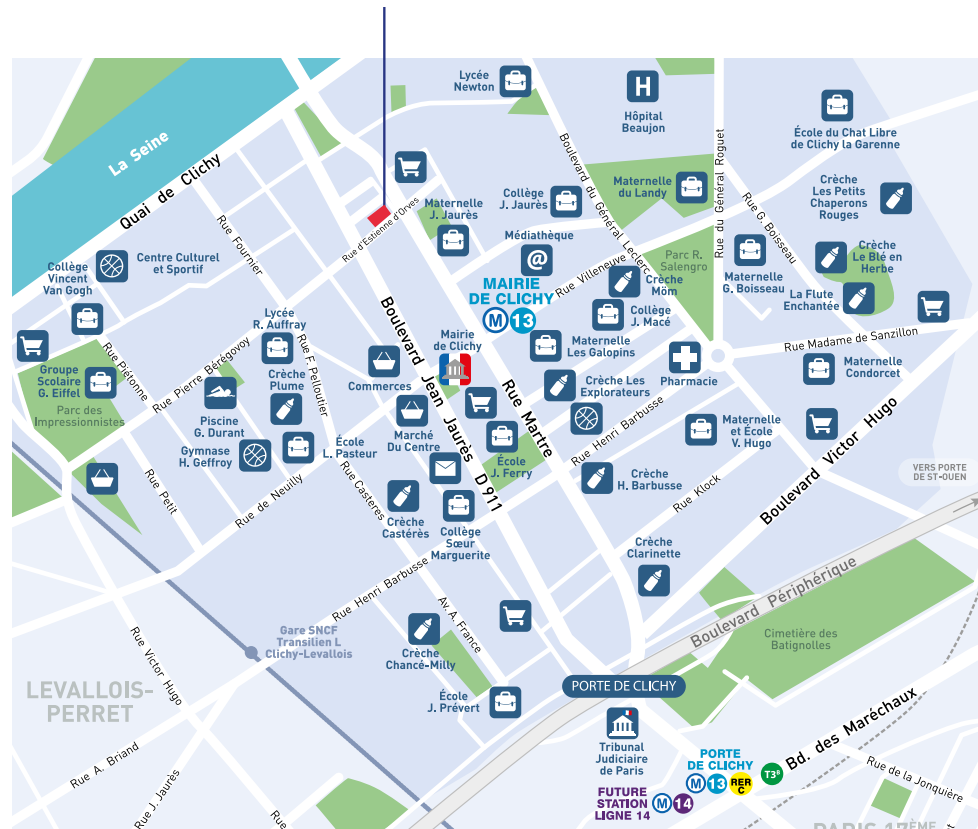 Lycée
Newton
H
Hôpital
Beaujon
École du Chat Libre
de Clichy la Garenne
La Seine
Quai de Clichy
Boulevard du Général Leclerc
Rue du Général Roguet
Maternelle
du Landy
Crèche
Les Petits
Chaperons
Rouges
Collège
J. Jaurès
Maternelle
J. Jaurès
Rue d'Estienne d'Orves
Rue G. Boisseau
Rue Fournier
Médiathèque
@
Centre Culturel
et Sportif
Collège
Vincent
Van Gogh
Parc R.
Salengro
Crèche
Le Blé en
Herbe
Rue Villeneuve
Crèche
Möm
Maternelle
G. Boisseau
La Flute
Enchantée
MAIRIE
DE CLICHY
M 13
Collège
J. Macé
Lycée
R. Auffray
Mairie
de Clichy
Maternelle
Les Galopins
Rue Madame de Sanzillon
Rue Piétonne
Rue Pierre Bérégovoy
Rue F. Pelloutier
Boulevard Jean Jaurès D 911
Rue Martre
Groupe
Scolaire
G. Eiffel
Crèche
Plume
Commerces
Crèche Les
Explorateurs
Pharmacie
Maternelle
Condorcet
Parc des
Impressionnistes
Piscine
G. Durant
Marché
Du Centre
Rue Henri Barbusse
Maternelle
et École
V. Hugo
Boulevard Victor Hugo
Gymnase
H. Geffroy
École
L. Pasteur
École
J. Ferry
Crèche
H. Barbusse
VERS PORTE
DE ST-OUEN
Rue Petit
Rue de Neuilly
Rue Casteres
Rue Klock
Crèche
Castérès
Collège
Sœur
Marguerite
Crèche
Clarinette
Rue Henri Barbusse
Av. A. France
Boulevard Périphérique
Gare SNCF
Transilien L
Clichy-Levallois
Crèche
Chancé-Milly
Cimetière des
Batignolles
Rue Victor Hugo
LEVALLOIS-
PERRET
École
J. Prévert
PORTE DE CLICHY
Bd. des Maréchaux
Rue A. Briand
Tribunal
Judiciaire
de Paris
PORTE
DE CLICHY
M 13 RER C
T3B
Rue de la Jonquière
Rue J. Jaurès
FUTURE
STATION
LIGNE 14
M 14
PARIS 17ÈME